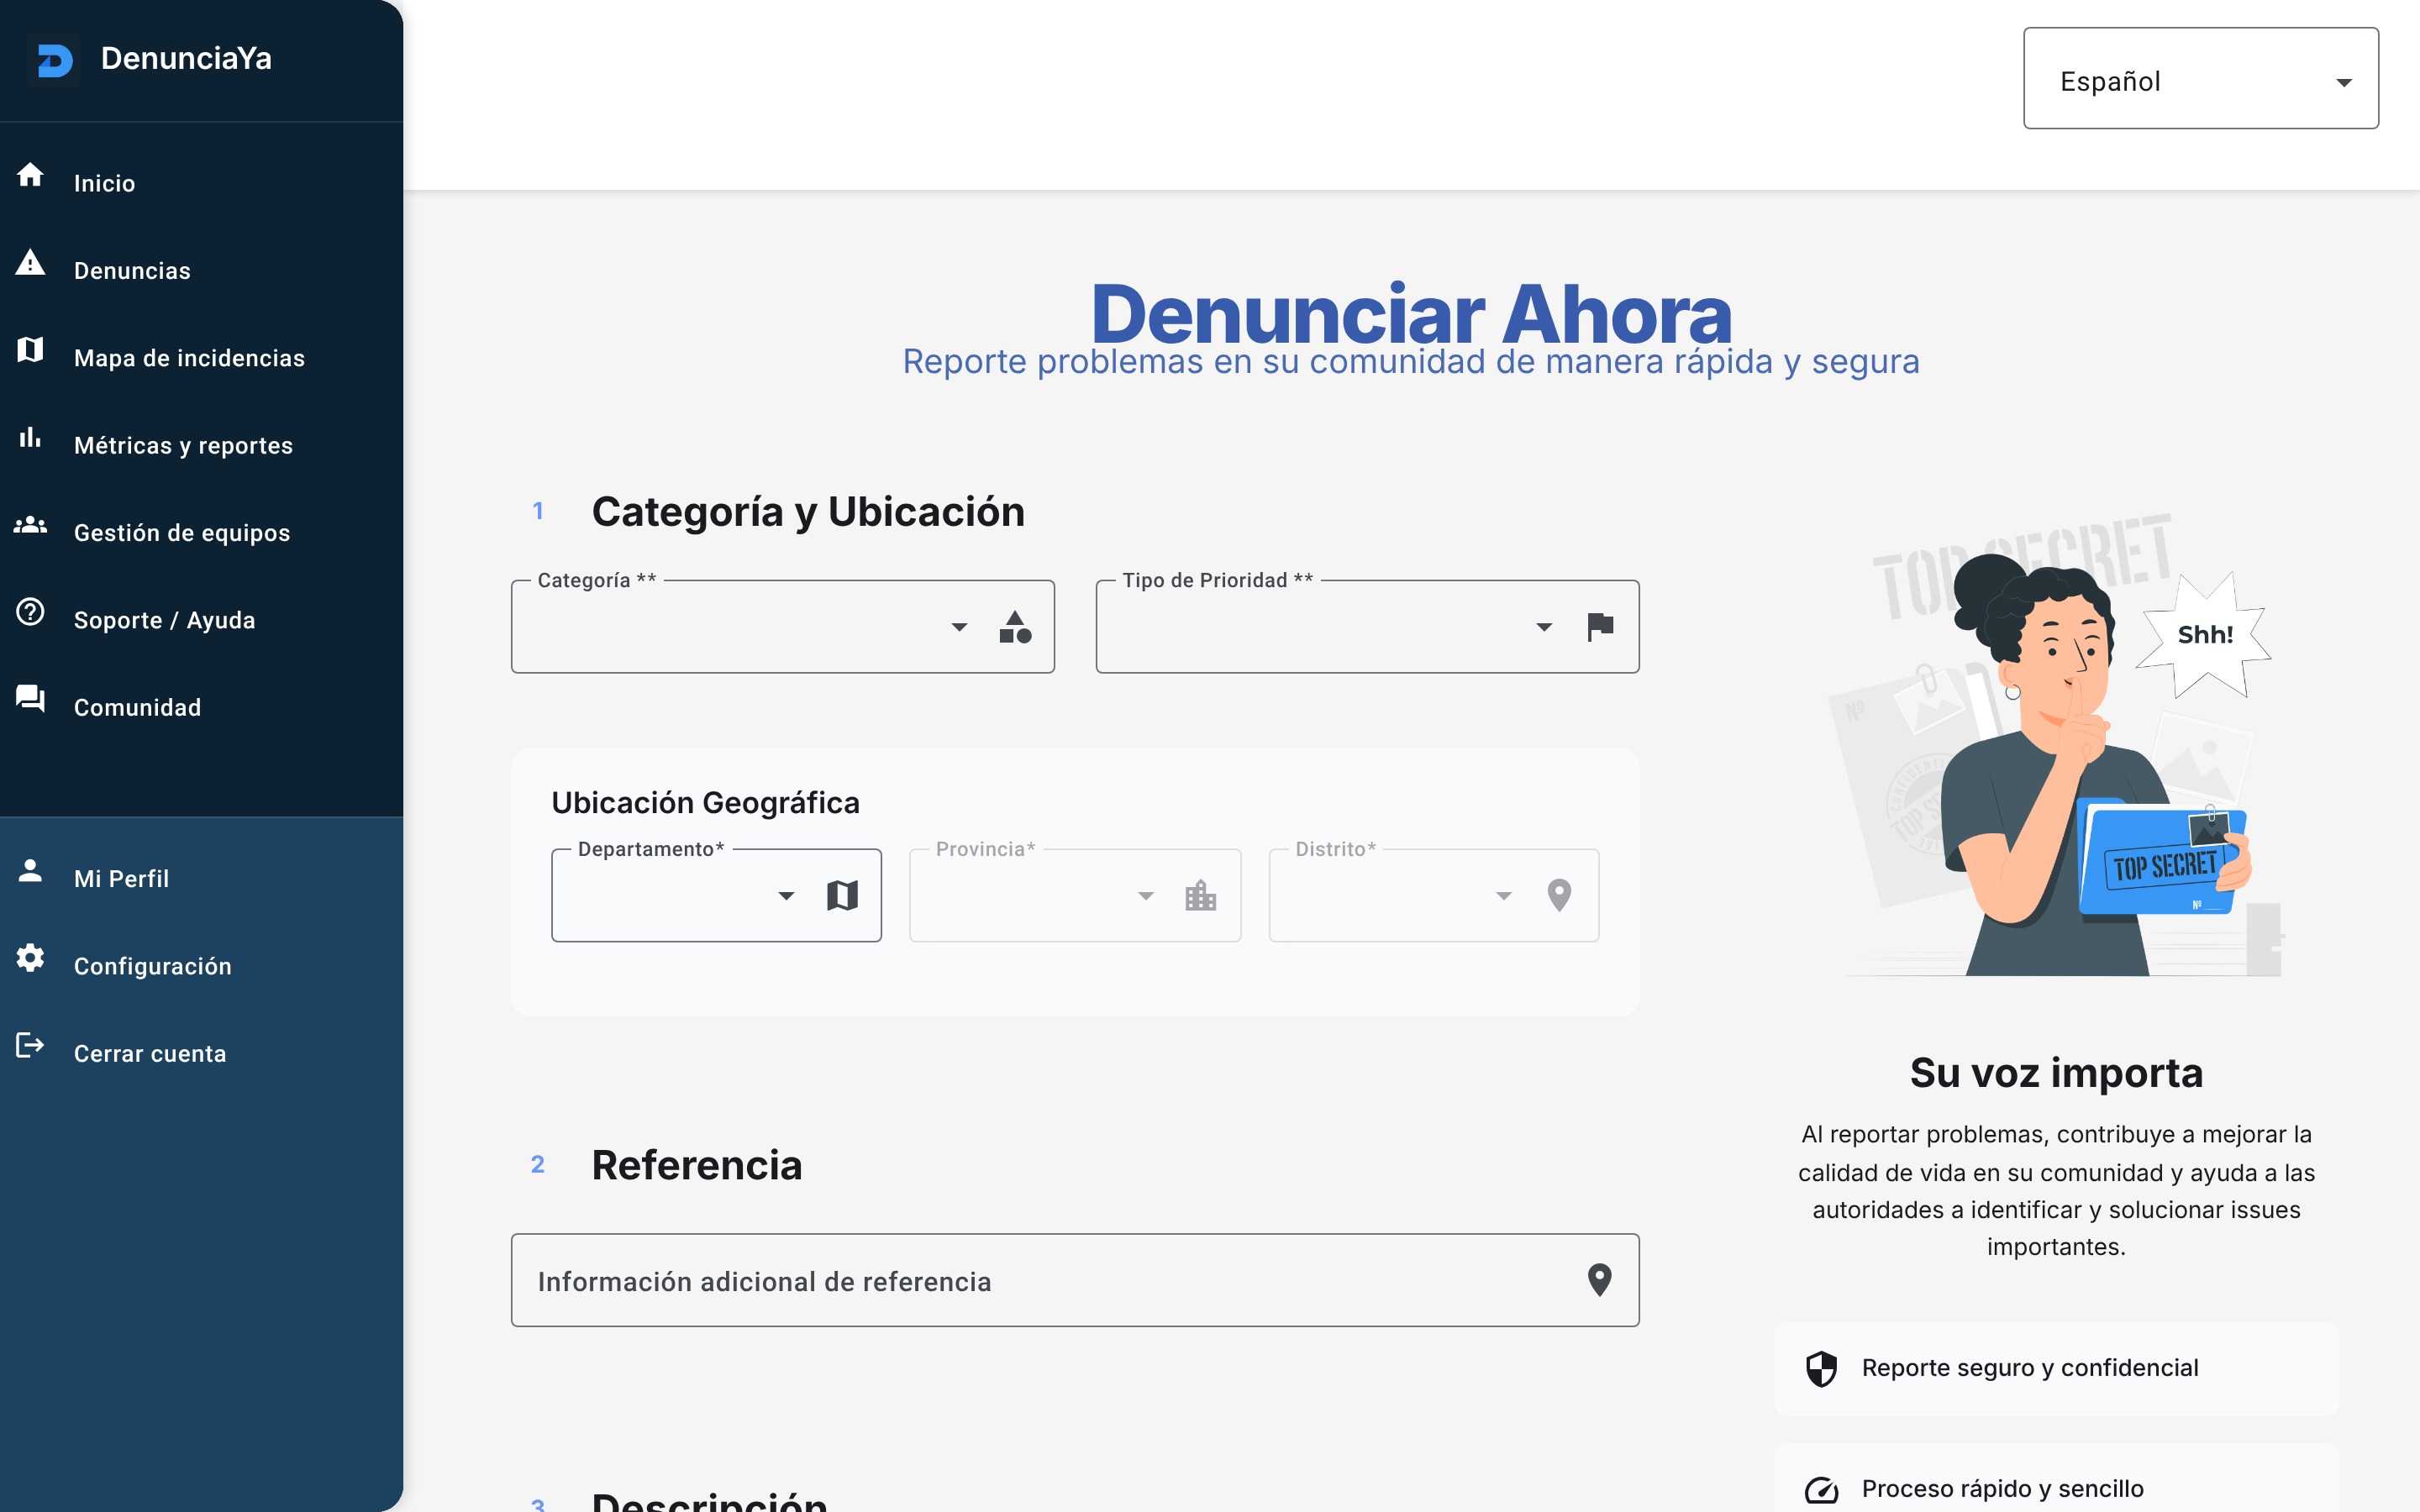 DenunciaYa
Inicio
Denuncias
Mapa de incidencias
Métricas y reportes
Gestión de equipos
Soporte / Ayuda
Comunidad
Mi Perfil
Configuración
Cerrar cuenta
Español
Denunciar Ahora
Reporte problemas en su comunidad de manera rápida y segura
1 Categoría y Ubicación
Categoría **
Tipo de Prioridad **
Ubicación Geográfica
Departamento*
Provincia*
Distrito*
2 Referencia
Información adicional de referencia
3 Descripción
TOP SECRET
Shh!
Nº
TOP SECRET
Nº
Su voz importa
Al reportar problemas, contribuye a mejorar la
calidad de vida en su comunidad y ayuda a las
autoridades a identificar y solucionar issues
importantes.
Reporte seguro y confidencial
Proceso rápido y sencillo